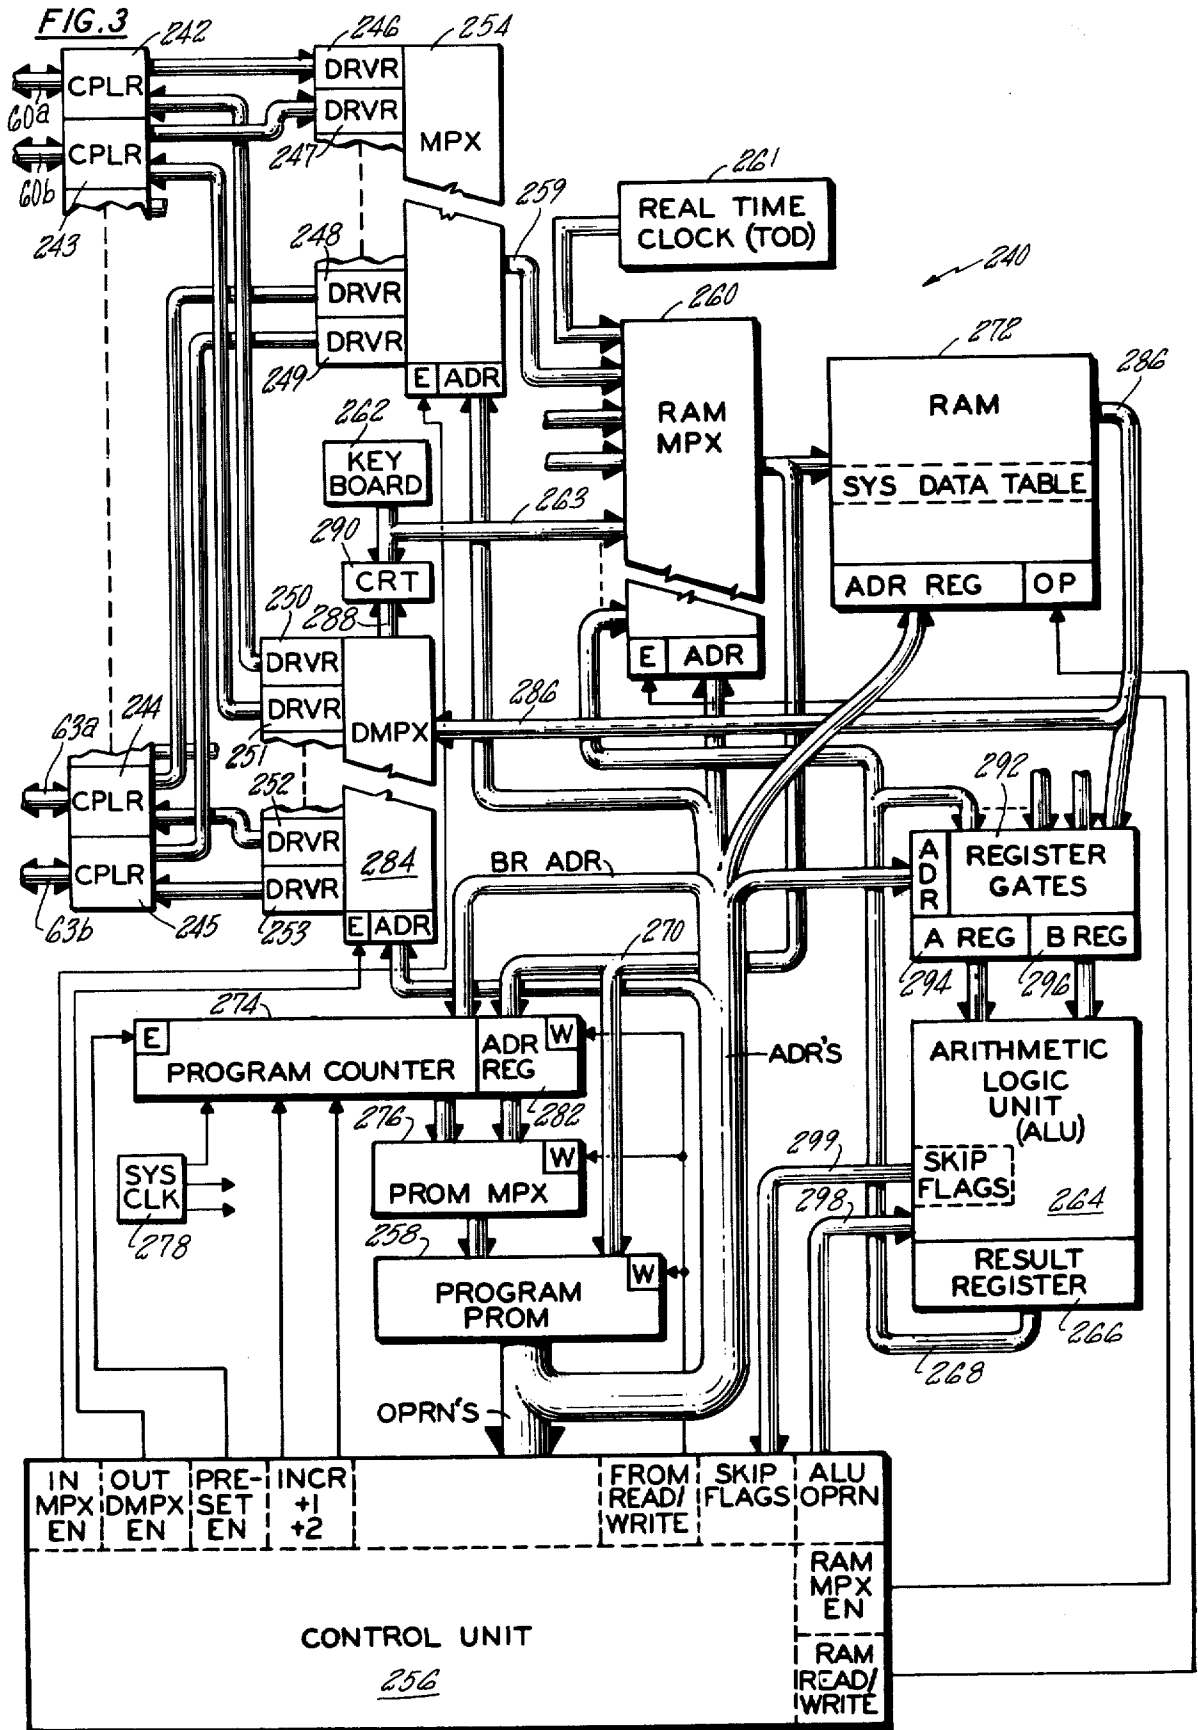 FIG.3
242
246
254
CPLR
DRVR
60a
DRVR
MPX
CPLR
60b
247
243
261
REAL TIME
CLOCK (TOD)
259
240
248
DRVR
DRVR
249
E ADR
260
RAM
MPX
272
286
RAM
SYS DATA TABLE
ADR REG OP
262
KEY
BOARD
263
290
CRT
288
E ADR
250
DRVR
DRVR
251
DMPX
286
244
63a
CPLR
252
DRVR
284
CPLR
DRVR
63b
245
253
E ADR
292
ADR
REGISTER
GATES
A REG B REG
294
296
BR ADR
270
274
E
PROGRAM COUNTER
ADR
REG
W
282
ADR'S
ARITHMETIC
LOGIC
UNIT
(ALU)
276
W
PROM MPX
SYS
CLK
278
299
SKIP
FLAGS
298
264
258
W
PROGRAM
PROM
RESULT
REGISTER
266
268
OPRN'S
IN
MPX
EN
OUT
DMPX
EN
PRE-
SET
EN
INCR
+1
+2
FROM
READ/
WRITE
SKIP
FLAGS
ALU
OPRN
RAM
MPX
EN
CONTROL UNIT
256
RAM
READ/
WRITE